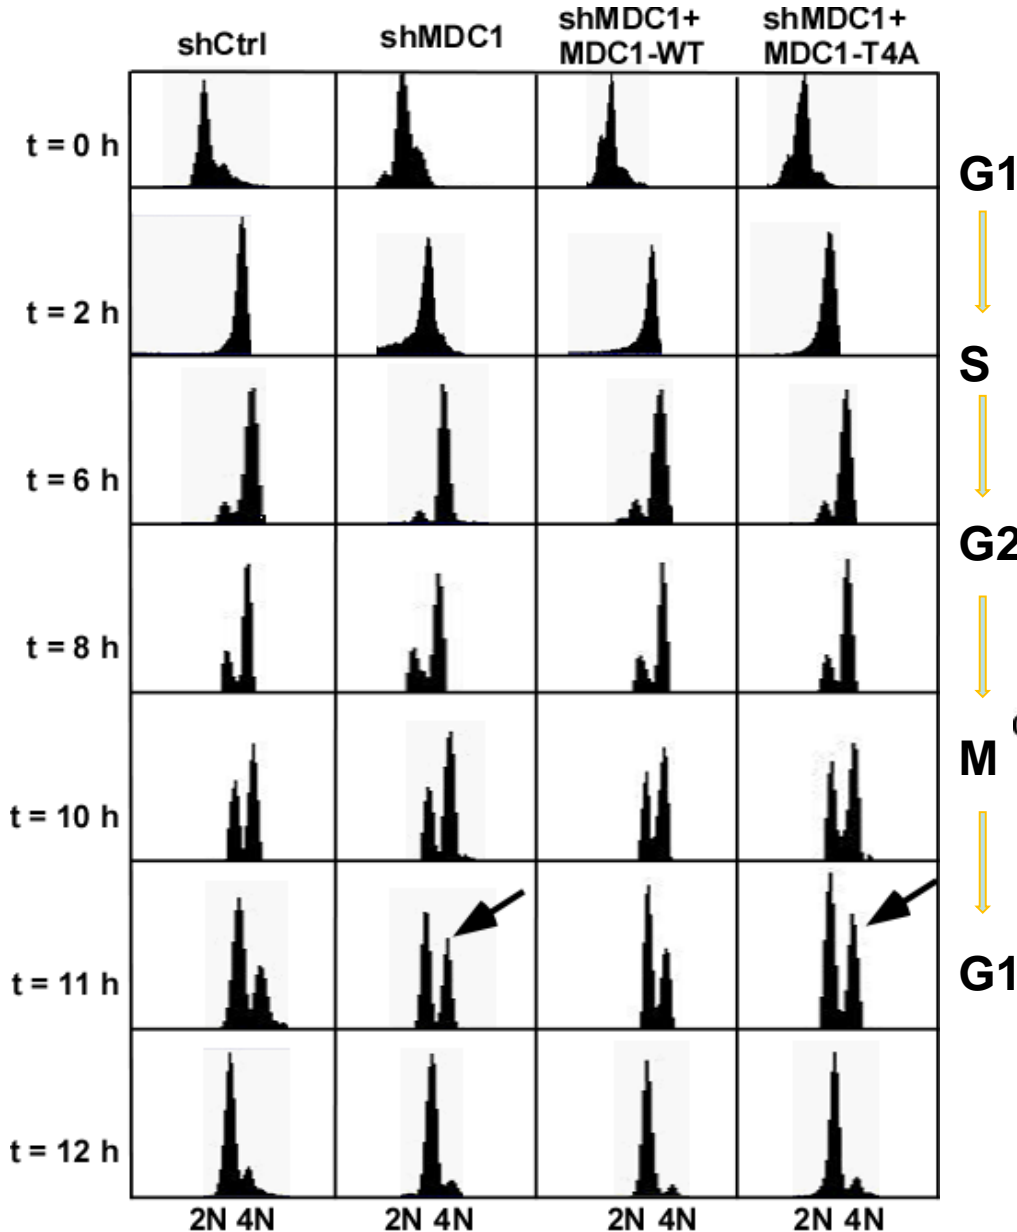 shCtrl
shMDC1
shMDC1+
MDC1-WT
shMDC1+
MDC1-T4A
t = 0 h
G1
t = 2 h
S
t = 6 h
G2
t = 8 h
M
t = 10 h
t = 11 h
G1
t = 12 h
2N 4N
2N 4N
2N 4N
2N 4N